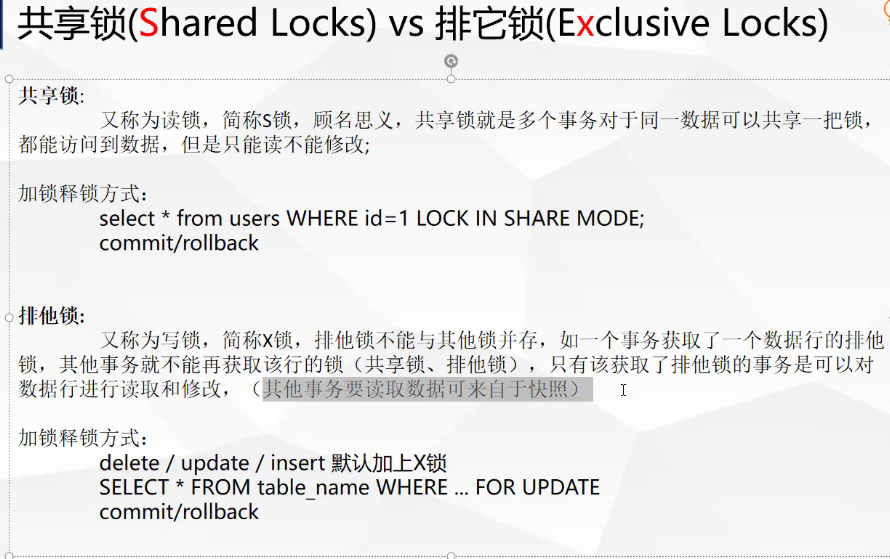 共享锁(Shared Locks) vs 排它锁(Exclusive Locks)
共享锁:
又称为读锁，简称S锁，顾名思义，共享锁就是多个事务对于同一数据可以共享一把锁，
都能访问到数据，但是只能读不能修改;
加锁释锁方式：
select * from users WHERE id=1 LOCK IN SHARE MODE;
commit/rollback
排他锁:
又称为写锁，简称X锁，排他锁不能与其他锁并存，如一个事务获取了一个数据行的排他
锁，其他事务就不能再获取该行的锁（共享锁、排他锁），只有该获取了排他锁的事务是可以对
数据行进行读取和修改，（其他事务要读取数据可来自于快照）
加锁释锁方式：
delete / update / insert 默认加上X锁
SELECT * FROM table_name WHERE ... FOR UPDATE
commit/rollback